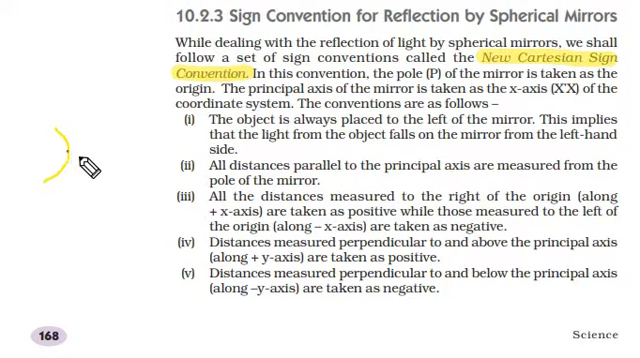 10.2.3 Sign Convention for Reflection by Spherical Mirrors
While dealing with the reflection of light by spherical mirrors, we shall
follow a set of sign conventions called the New Cartesian Sign
Convention. In this convention, the pole (P) of the mirror is taken as the
origin. The principal axis of the mirror is taken as the x-axis (X'X) of
the coordinate system. The conventions are as follows –
(i) The object is always placed to the left of the mirror. This implies
that the light from the object falls on the mirror from the left-hand
side.
(ii) All distances parallel to the principal axis are measured from the
pole of the mirror.
(iii) All the distances measured to the right of the origin (along
+ x-axis) are taken as positive while those measured to the left of
the origin (along – x-axis) are taken as negative.
(iv) Distances measured perpendicular to and above the principal axis
(along + y-axis) are taken as positive.
(v) Distances measured perpendicular to and below the principal axis
(along –y-axis) are taken as negative.
168
Science